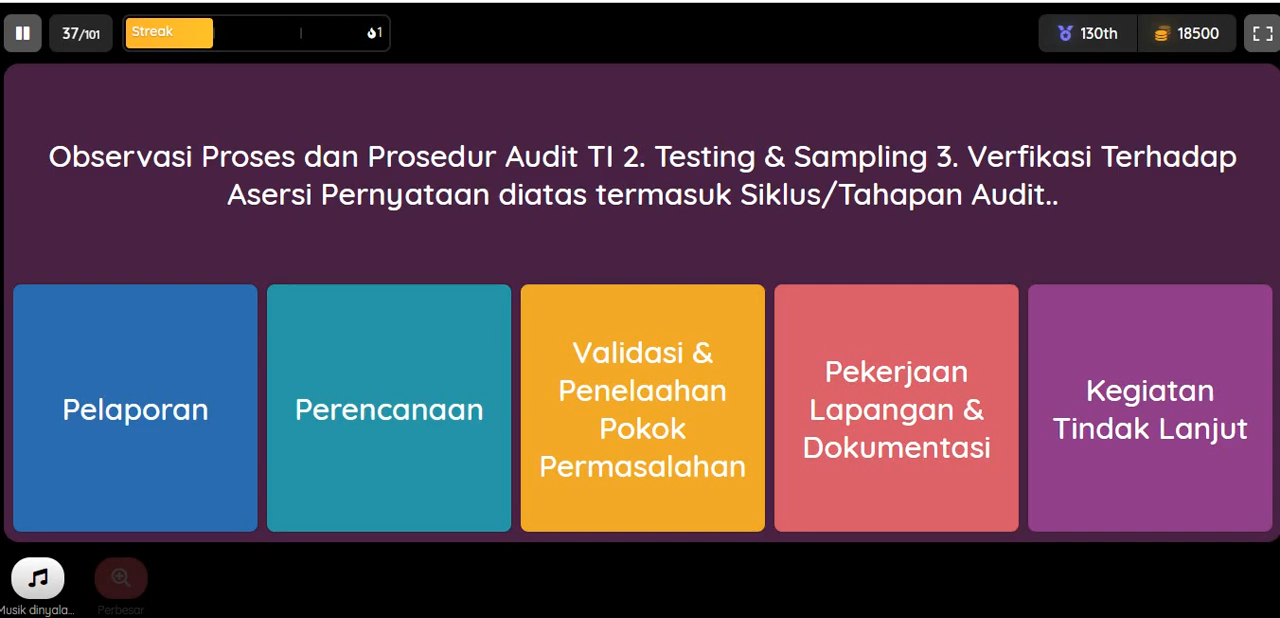 37/101
Streak
1
130th
18500
Observasi Proses dan Prosedur Audit TI 2. Testing & Sampling 3. Verfikasi Terhadap
Asersi Pernyataan diatas termasuk Siklus/Tahapan Audit..
Pelaporan
Perencanaan
Validasi &
Penelaahan
Pokok
Permasalahan
Pekerjaan
Lapangan &
Dokumentasi
Kegiatan
Tindak Lanjut
Musik dinyala...
Perbesar